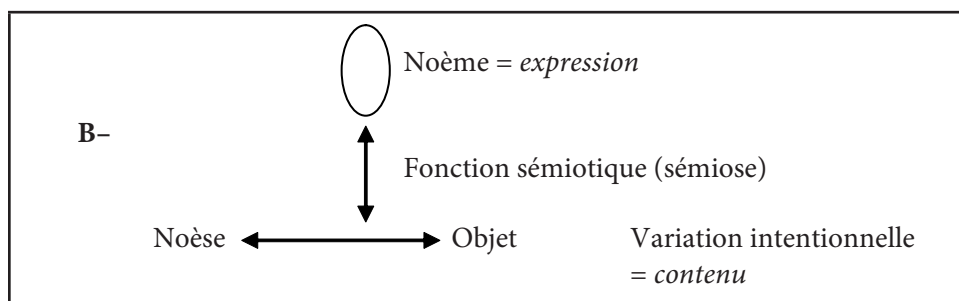 Noème = expression
B–
Fonction sémiotique (sémiose)
Noèse
Objet
Variation intentionnelle
= contenu